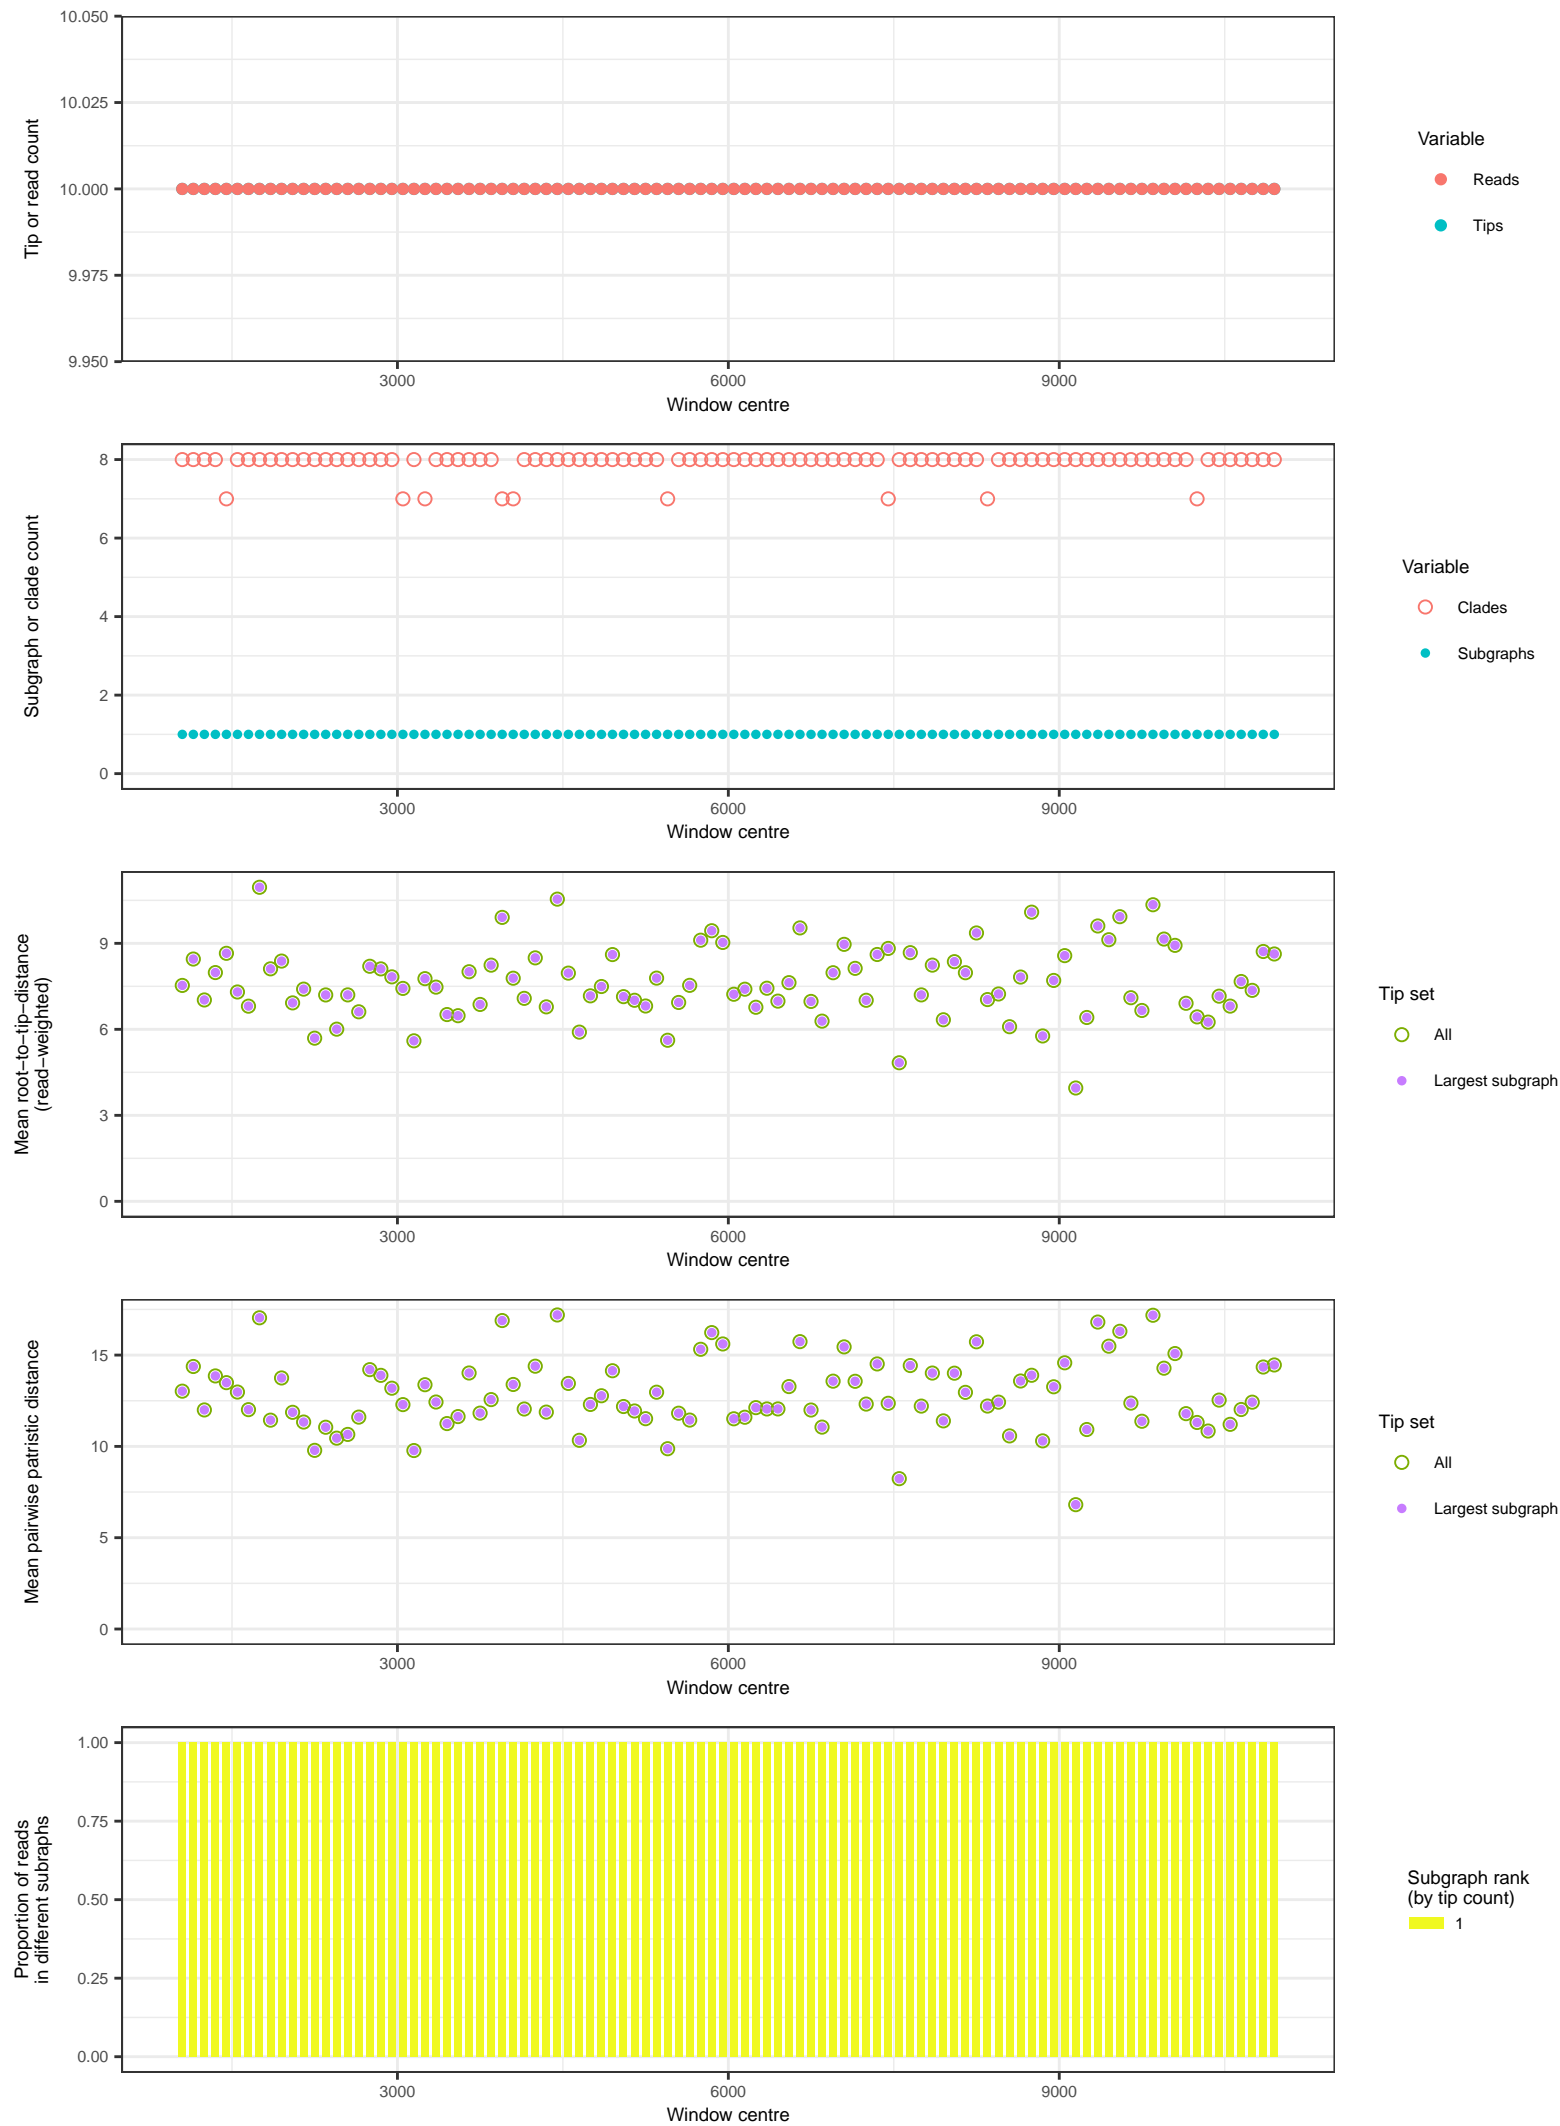 10.050
10.025
10.000
9.975
9.950
Tip or read count
3000
6000
9000
Window centre
Variable
Reads
Tips
8
6
4
2
0
Subgraph or clade count
3000
6000
9000
Window centre
Variable
Clades
Subgraphs
9
6
3
0
Mean root−to−tip−distance
(read−weighted)
3000
6000
9000
Window centre
Tip set
All
Largest subgraph
15
10
5
0
Mean pairwise patristic distance
3000
6000
9000
Window centre
Tip set
All
Largest subgraph
1.00
0.75
0.50
0.25
0.00
Proportion of reads
in different subraphs
3000
6000
9000
Window centre
Subgraph rank
(by tip count)
1